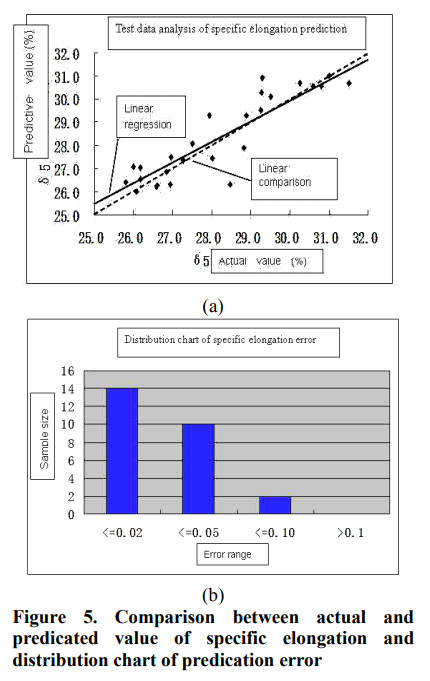 Test data analysis of specific elongation prediction
Predictive value (%)
δ5
32.0
31.0
30.0
29.0
28.0
27.0
26.0
25.0
Linear
regression
Linear
comparison
25.0 26.0 27.0 28.0 29.0 30.0 31.0 32.0
δ5 Actual value (%)
(a)
Distribution chart of specific elongation error
Sample size
16
14
12
10
8
6
4
2
0
<=0.02 <=0.05 <=0.10 >0.1
Error range
(b)
Figure 5. Comparison between actual and
predicated value of specific elongation and
distribution chart of predication error